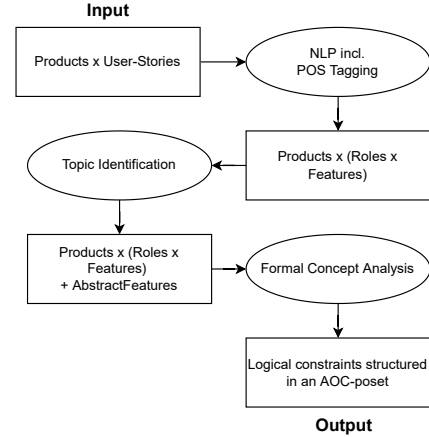 Input
Products x User-Stories
NLP incl.
POS Tagging
Topic Identification
Products x (Roles x
Features)
Products x (Roles x
Features)
+ AbstractFeatures
Formal Concept Analysis
Logical constraints structured
in an AOC-poset
Output